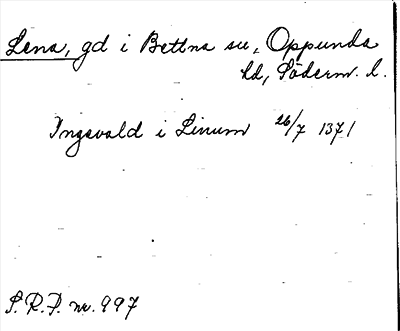 Lena, gd i Bettna sn, Oppunda
hd, Söderm. l.
Ingevald i Linum 26/7 1371
S.R.P. nr. 997